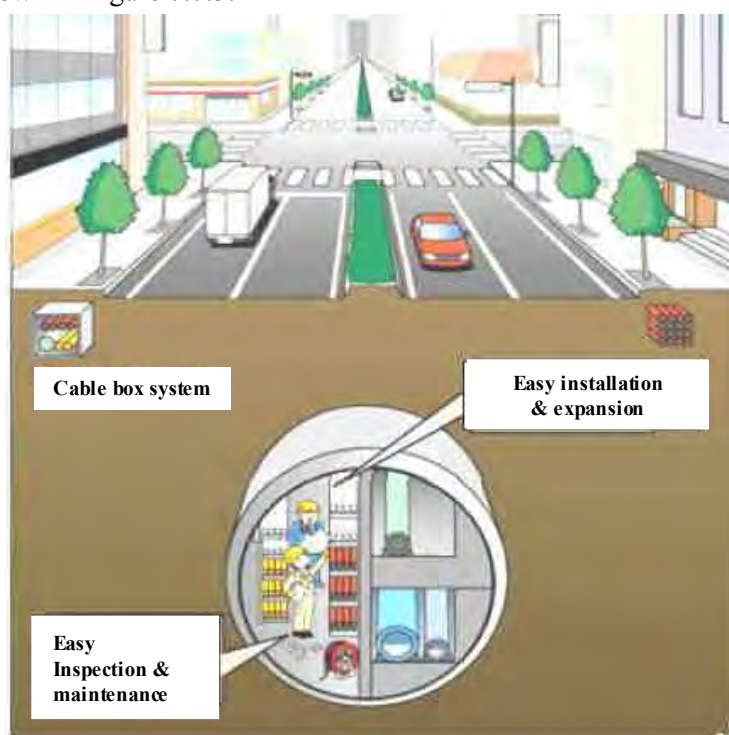 Cable box system
Easy installation
& expansion
Easy
Inspection &
maintenance